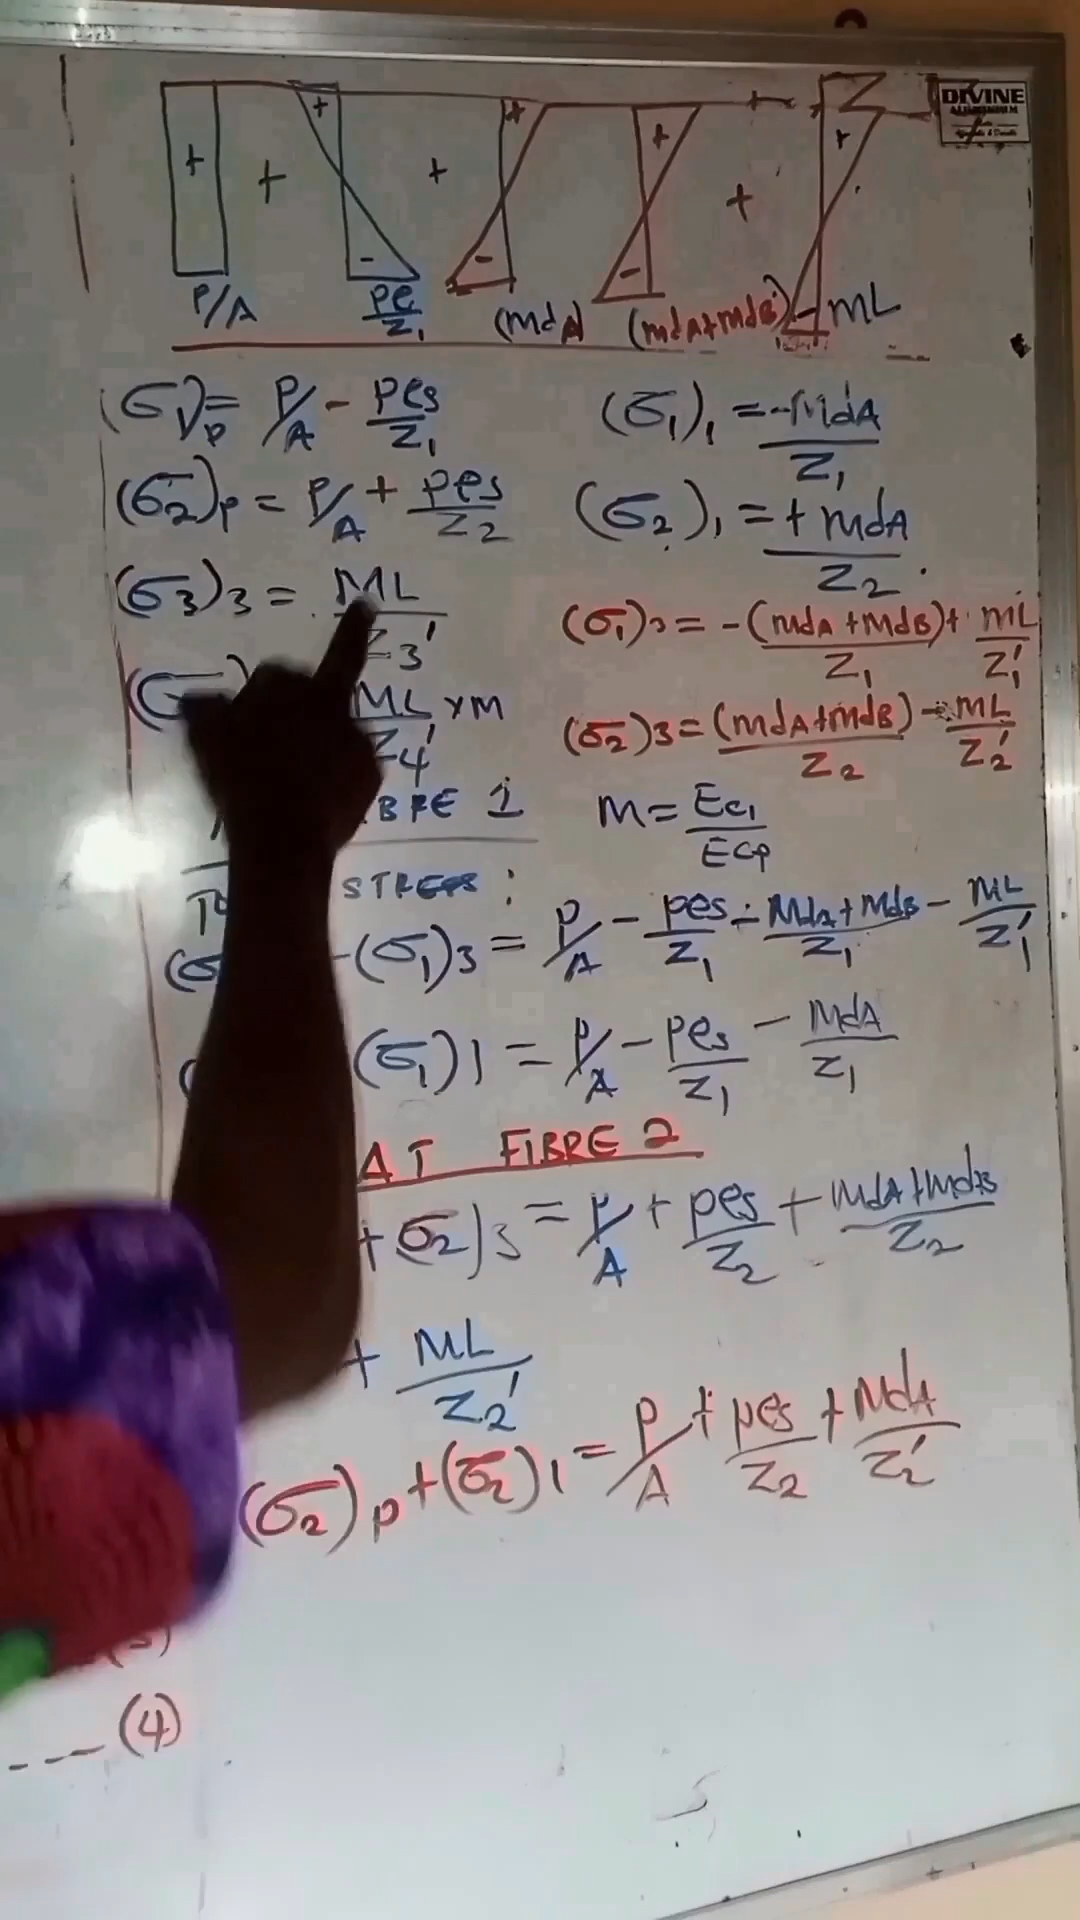 DIVINE
ALUMINIUM
+ + + + + + + +
- - - -
P/A pe/z1 (MdA) (mdA+mdB) mL
(σ1)p = P/A - Pes/Z1
(σ1)1 = -MdA/Z1
(σ2)p = P/A + pes/Z2
(σ2)1 = + MdA/Z2
(σ3)3 = ML/Z3'
(σ1)3 = -(mdA+mdB)/Z1 + mL/Z1'
ML/Z4' x m
(σ2)3 = (mdA+mdB)/Z2 - mL/Z2'
BRE 1
m = Ec1/Ecp
STRESS :
(σ1)3 = P/A - pes/Z1 - MdA+MdB/Z1 - ML/Z1'
(σ1)1 = P/A - pes/Z1 - MdA/Z1
AT FIBRE 2
+ σ2)3 = P/A + pes/Z2 + MdA+MdB/Z2
+ ML/Z2'
(σ2)p + (σ2)1 = P/A + pes/Z2 + MdA/Z2'
--- (4)